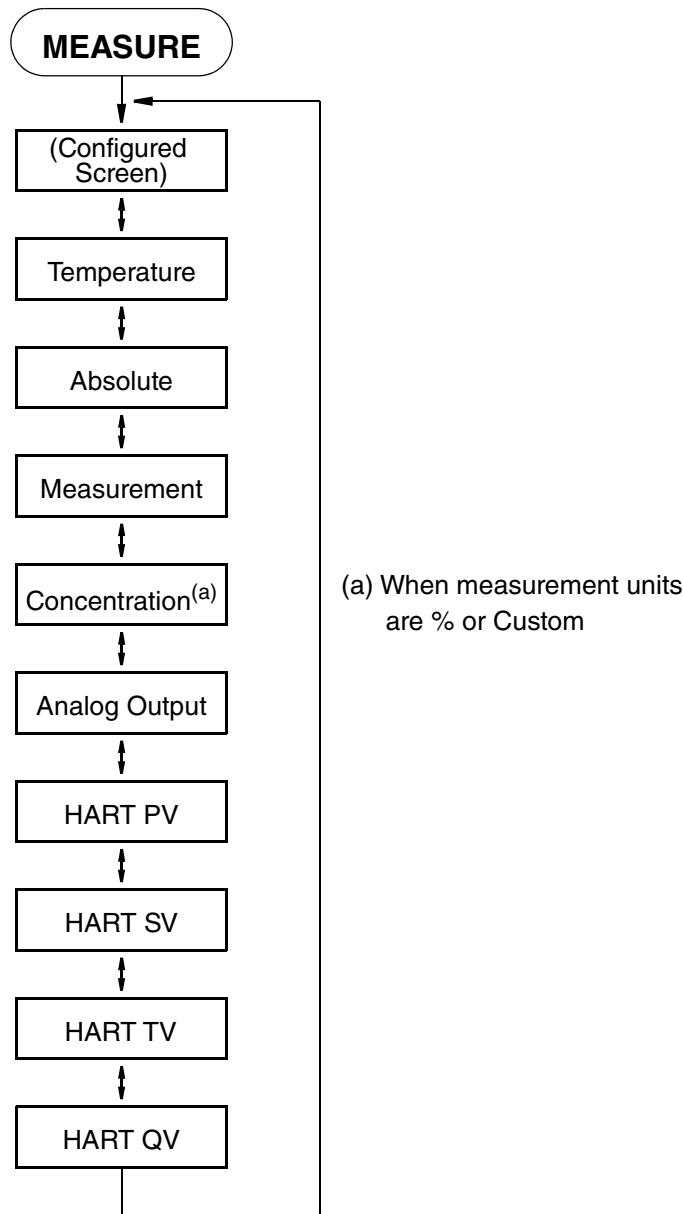 MEASURE
(Configured
Screen)
Temperature
Absolute
Measurement
Concentration(a)
(a) When measurement units
are % or Custom
Analog Output
HART PV
HART SV
HART TV
HART QV